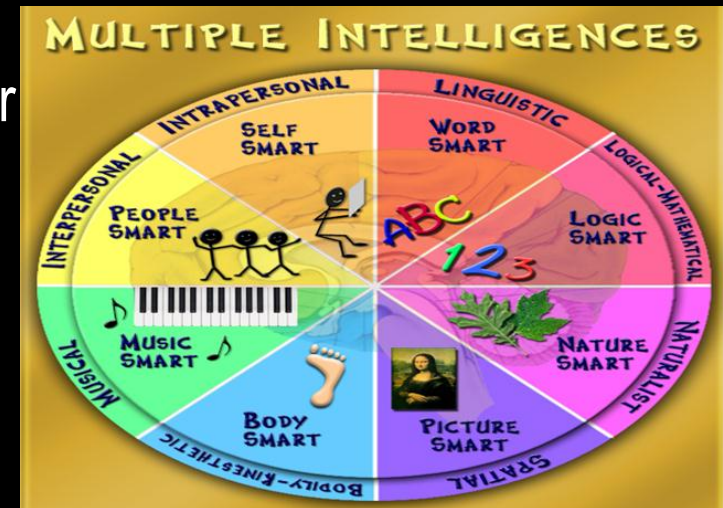 r
MULTIPLE INTELLIGENCES
INTRAPERSONAL
SELF
SMART
LINGUISTIC
WORD
SMART
ABC
LOGICAL-MATHEMATICAL
LOGIC
SMART
123
NATURALIST
NATURE
SMART
SPATIAL
PICTURE
SMART
BODILY-KINESTHETIC
BODY
SMART
MUSICAL
MUSIC
SMART
INTERPERSONAL
PEOPLE
SMART